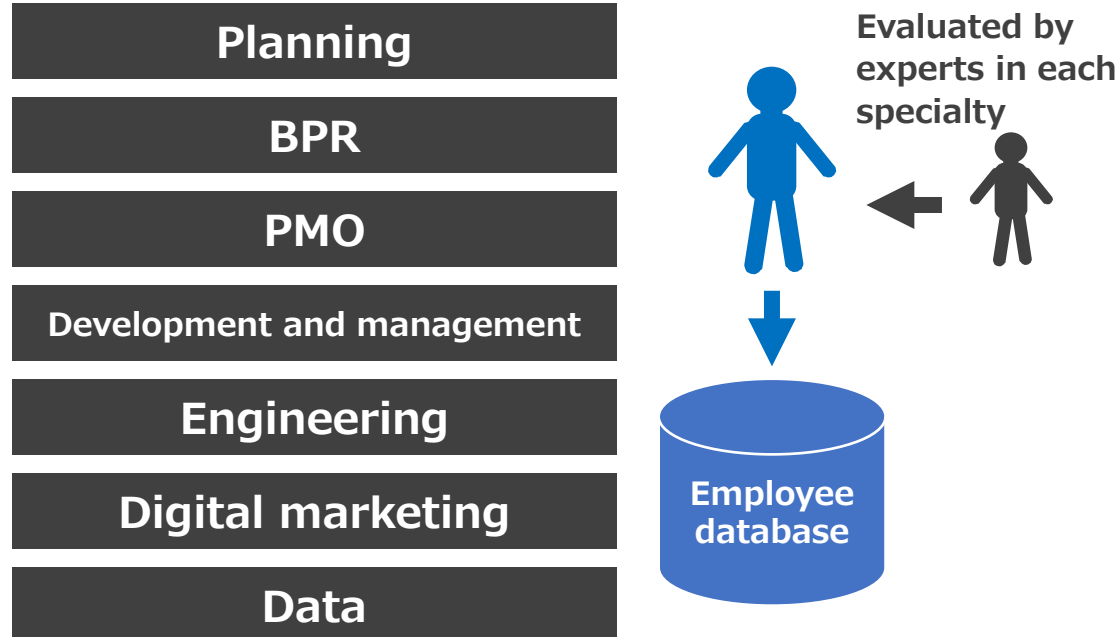 Planning
BPR
PMO
Development and management
Engineering
Digital marketing
Data
Evaluated by
experts in each
specialty
Employee
database